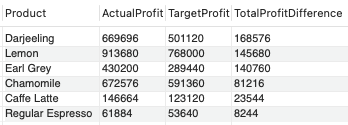 Product ActualProfit TargetProfit TotalProfitDifference
Darjeeling 669696 501120 168576
Lemon 913680 768000 145680
Earl Grey 430200 289440 140760
Chamomile 672576 591360 81216
Caffe Latte 146664 123120 23544
Regular Espresso 61884 53640 8244